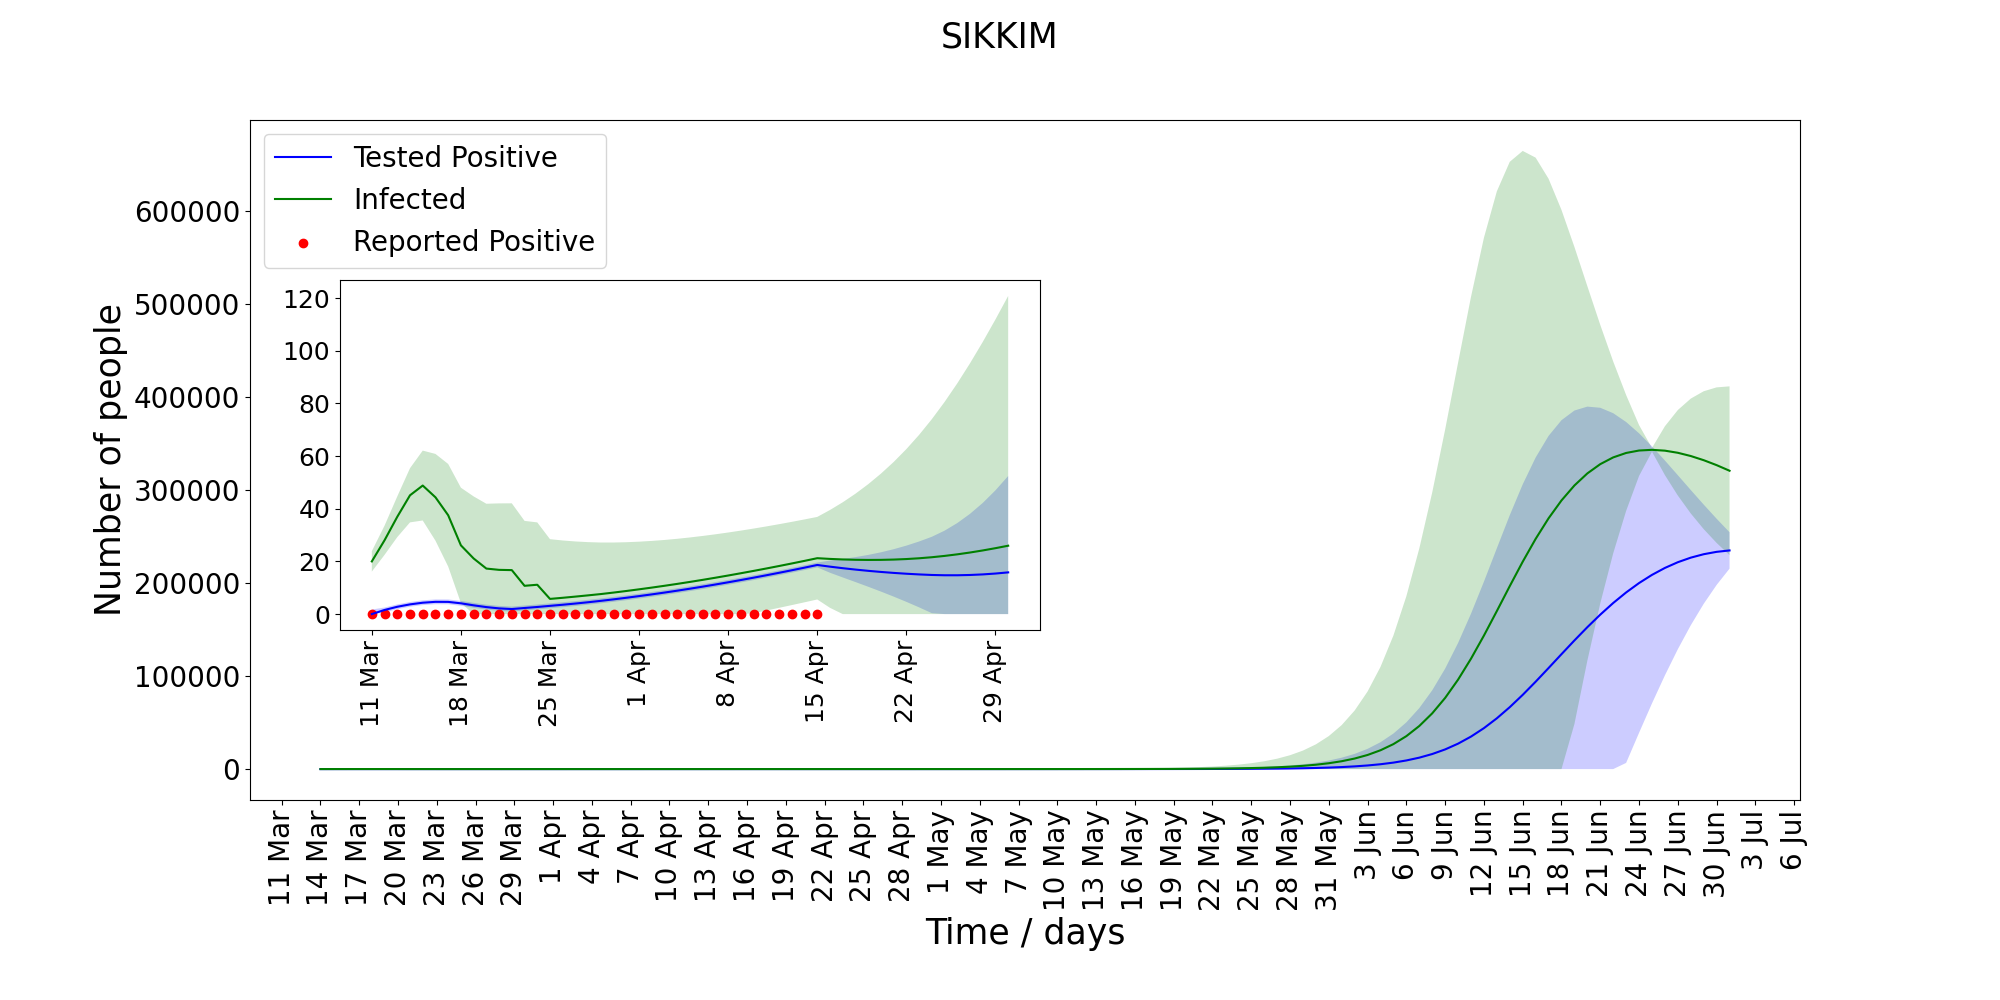 SIKKIM
Tested Positive
Infected
Reported Positive
Number of people
600000
500000
400000
300000
200000
100000
0
120
100
80
60
40
20
0
11 Mar
18 Mar
25 Mar
1 Apr
8 Apr
15 Apr
22 Apr
29 Apr
11 Mar
14 Mar
17 Mar
20 Mar
23 Mar
26 Mar
29 Mar
1 Apr
4 Apr
7 Apr
10 Apr
13 Apr
16 Apr
19 Apr
22 Apr
25 Apr
28 Apr
1 May
4 May
7 May
10 May
13 May
16 May
19 May
22 May
25 May
28 May
31 May
3 Jun
6 Jun
9 Jun
12 Jun
15 Jun
18 Jun
21 Jun
24 Jun
27 Jun
30 Jun
3 Jul
6 Jul
Time / days